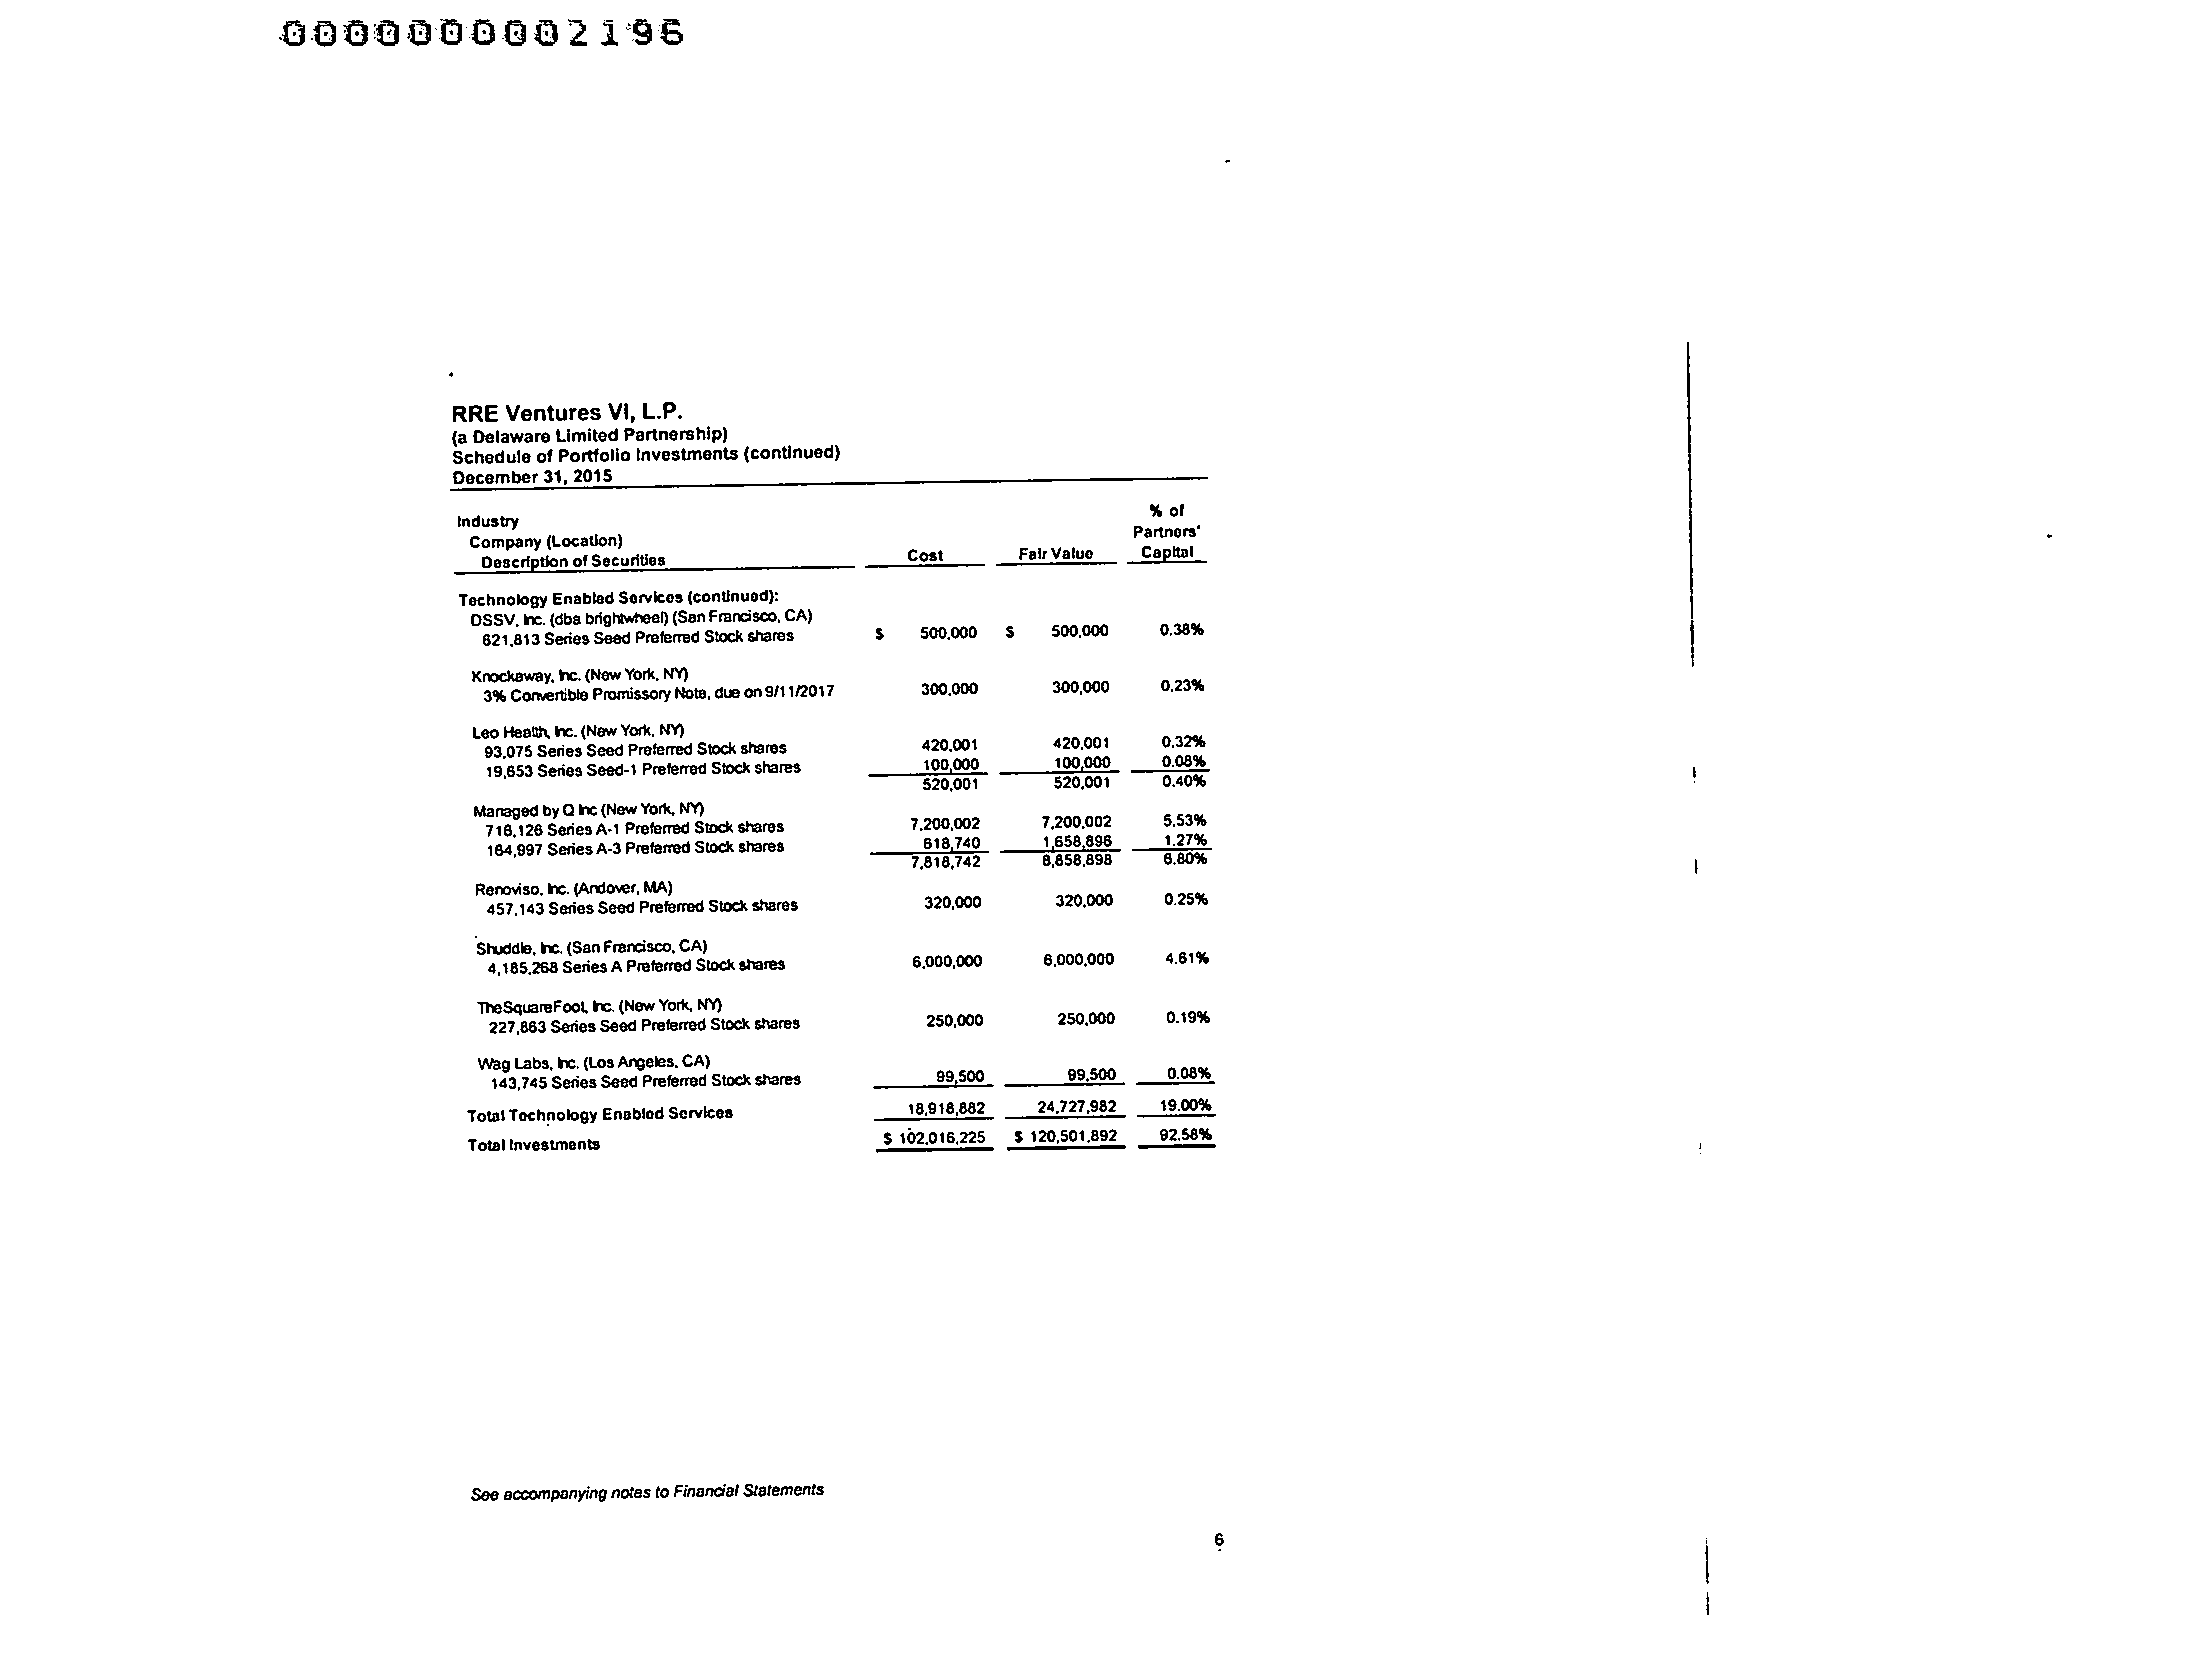 0000000002196
RRE Ventures VI, L.P.
(a Delaware Limited Partnership)
Schedule of Portfolio Investments (continued)
December 31, 2015
% of
Industry
Partners'
Company (Location)
Description of Securities Cost Fair Value Capital
Technology Enabled Services (continued):
DSSV, Inc. (dba brightwheel) (San Francisco, CA)
621,813 Series Seed Preferred Stock shares $ 500,000 $ 500,000 0.38%
Knockaway, Inc. (New York, NY)
3% Convertible Promissory Note, due on 9/11/2017 300,000 300,000 0.23%
Leo Health, Inc. (New York, NY)
93,075 Series Seed Preferred Stock shares 420,001 420,001 0.32%
19,653 Series Seed-1 Preferred Stock shares 100,000 100,000 0.08%
520,001 520,001 0.40%
Managed by Q Inc (New York, NY)
716,126 Series A-1 Preferred Stock shares 7,200,002 7,200,002 5.53%
164,997 Series A-3 Preferred Stock shares 618,740 1,658,896 1.27%
7,818,742 8,858,898 6.80%
Renoviso, Inc. (Andover, MA)
457,143 Series Seed Preferred Stock shares 320,000 320,000 0.25%
Shuddle, Inc. (San Francisco, CA)
4,185,268 Series A Preferred Stock shares 6,000,000 6,000,000 4.61%
TheSquareFoot, Inc. (New York, NY)
227,863 Series Seed Preferred Stock shares 250,000 250,000 0.19%
Wag Labs, Inc. (Los Angeles, CA)
143,745 Series Seed Preferred Stock shares 99,500 99,500 0.08%
Total Technology Enabled Services 18,918,882 24,727,982 19.00%
Total Investments $ 102,016,225 $ 120,501,892 92.58%
See accompanying notes to Financial Statements
6